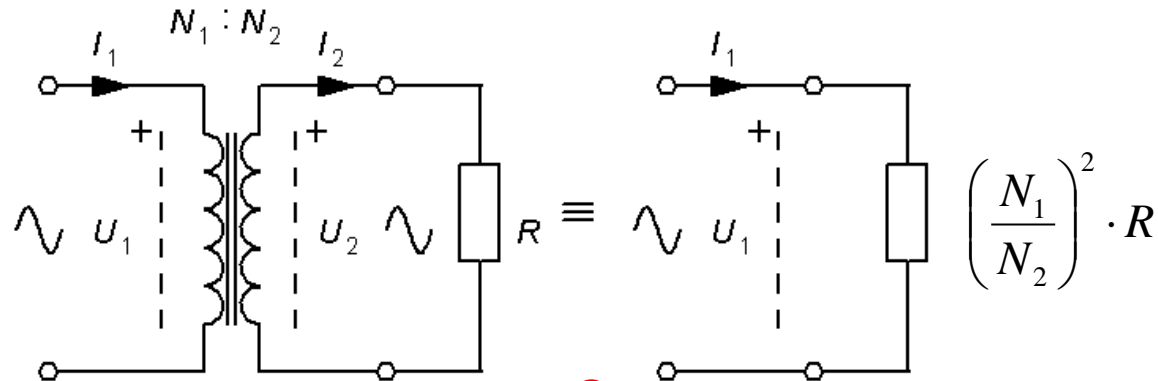 N₁ : N₂
I₁ I₂ I₁
+ + +
U₁ U₂ R ≡ U₁ (N₁/N₂)² · R